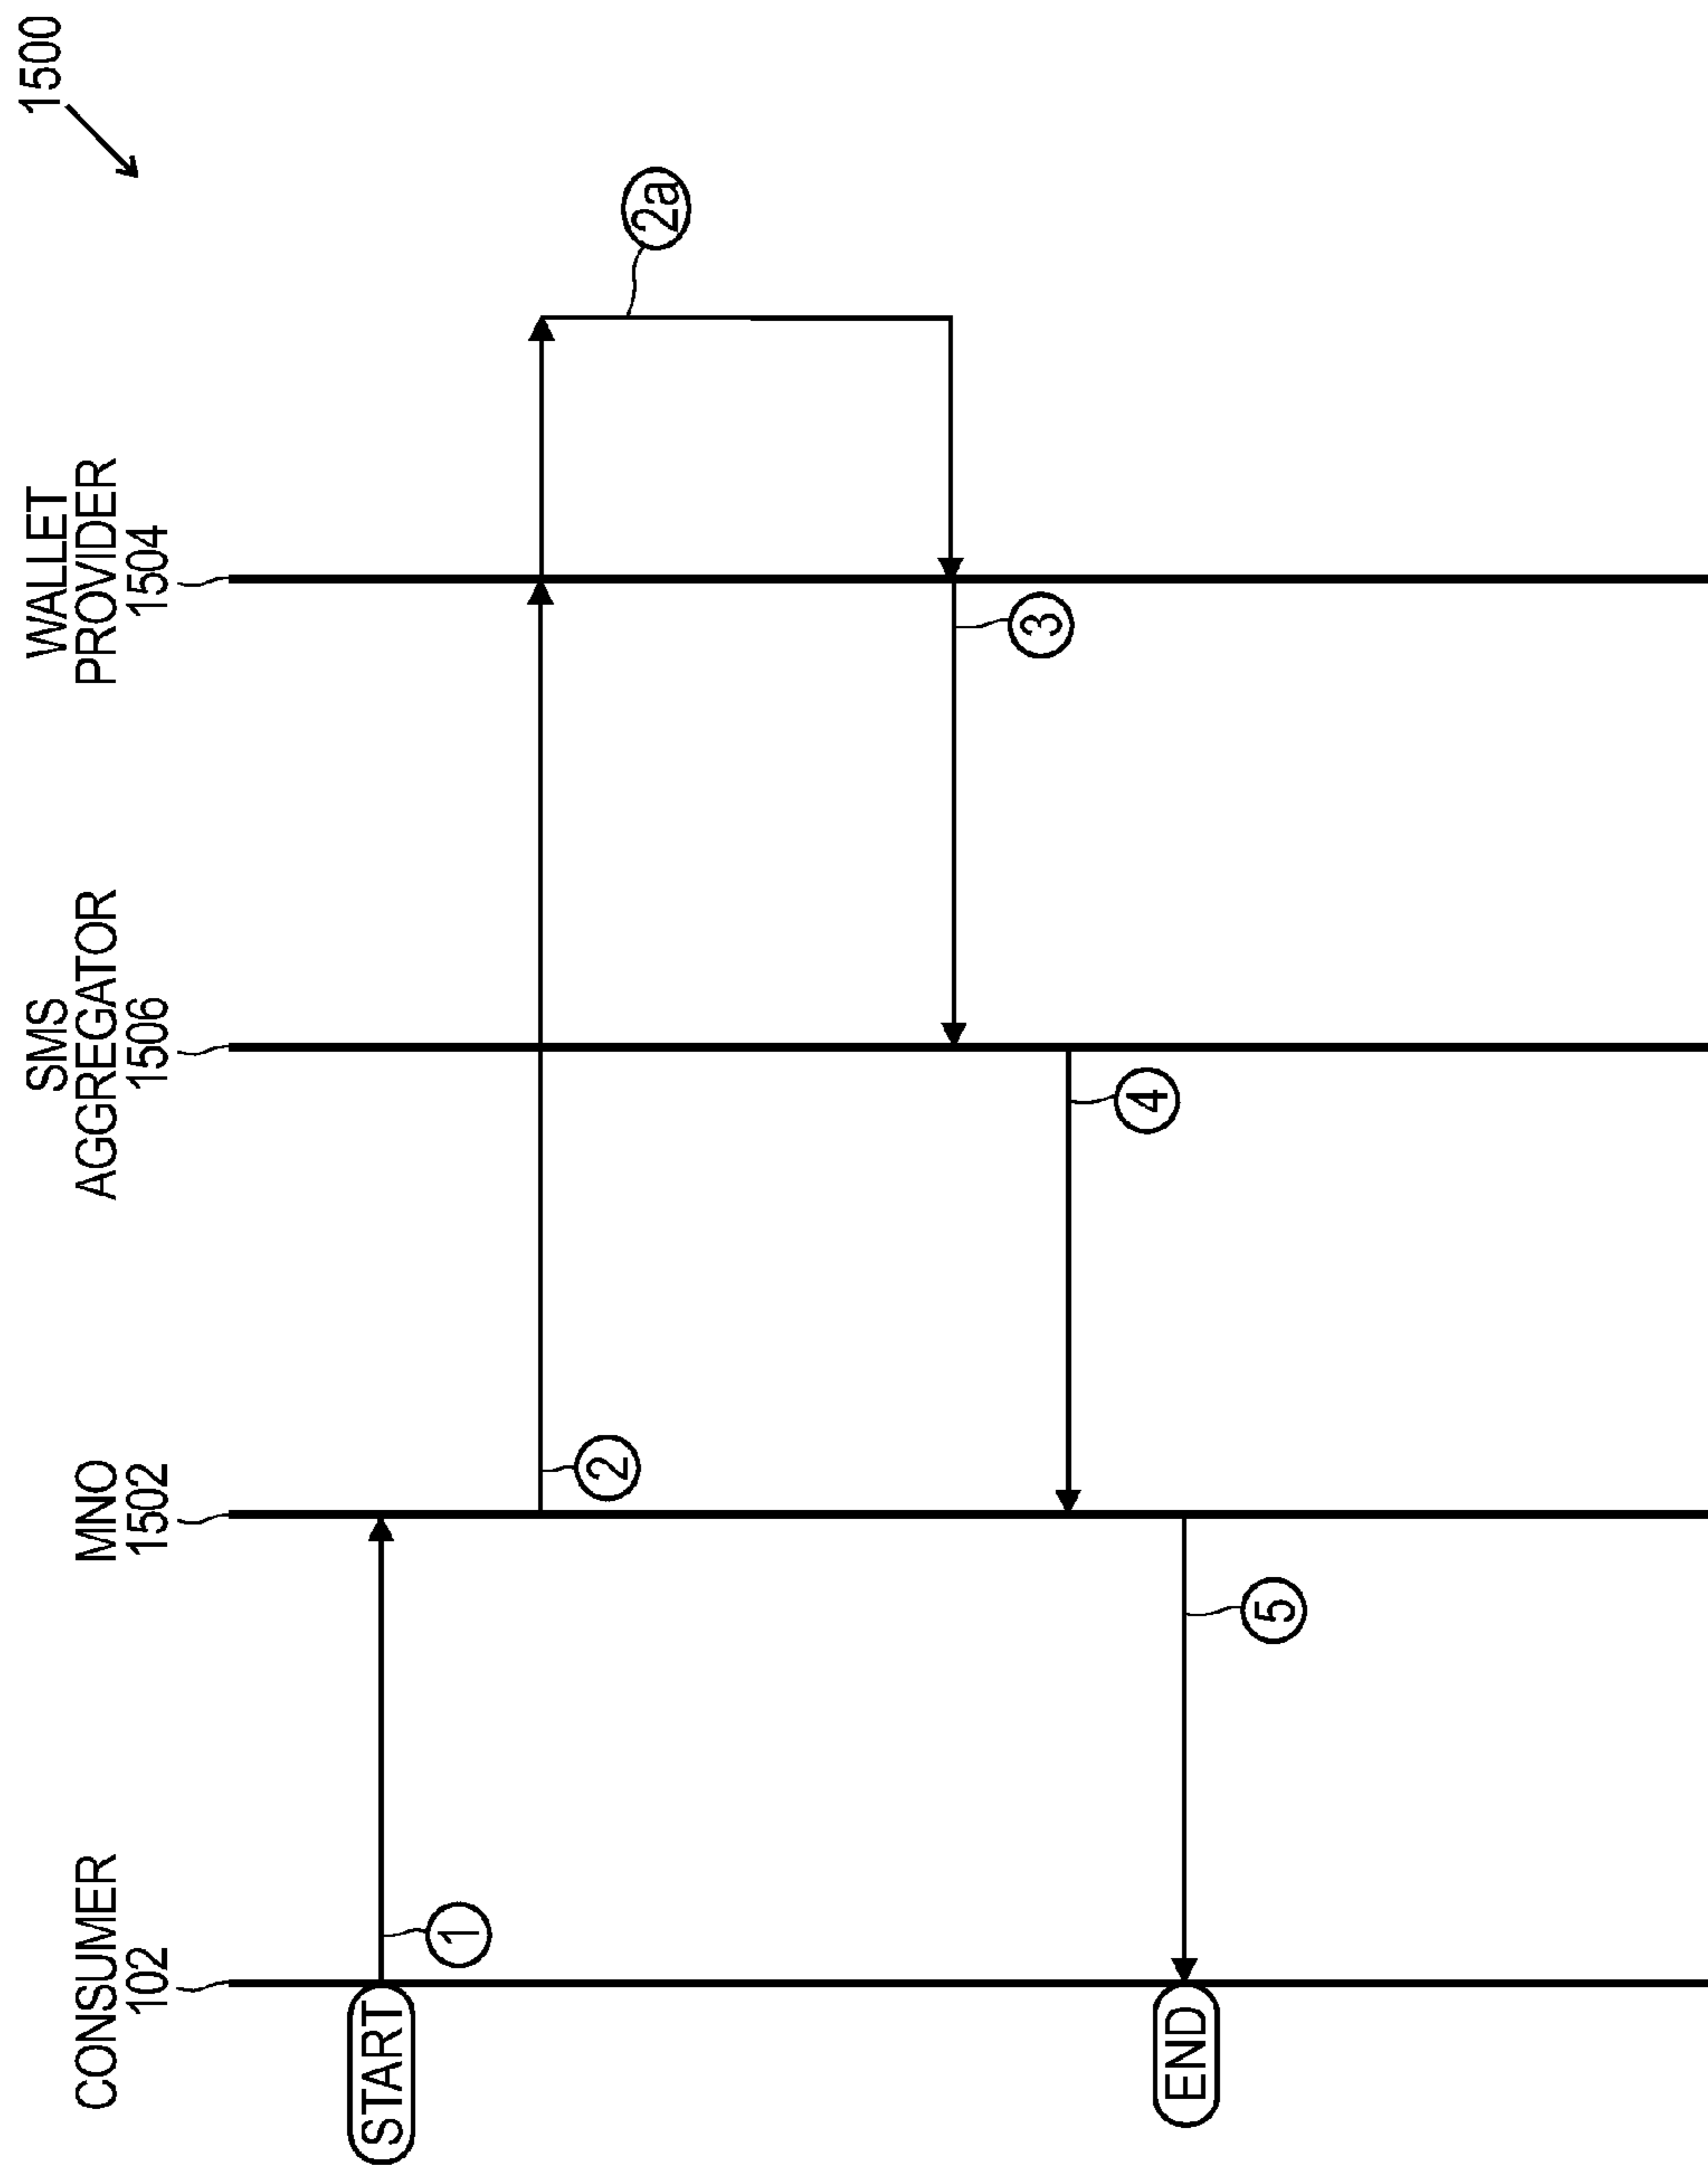 1500
CONSUMER
102
MNO
1502
SMS
AGGREGATOR
1506
WALLET
PROVIDER
1504
START
1
2
2a
3
4
5
END